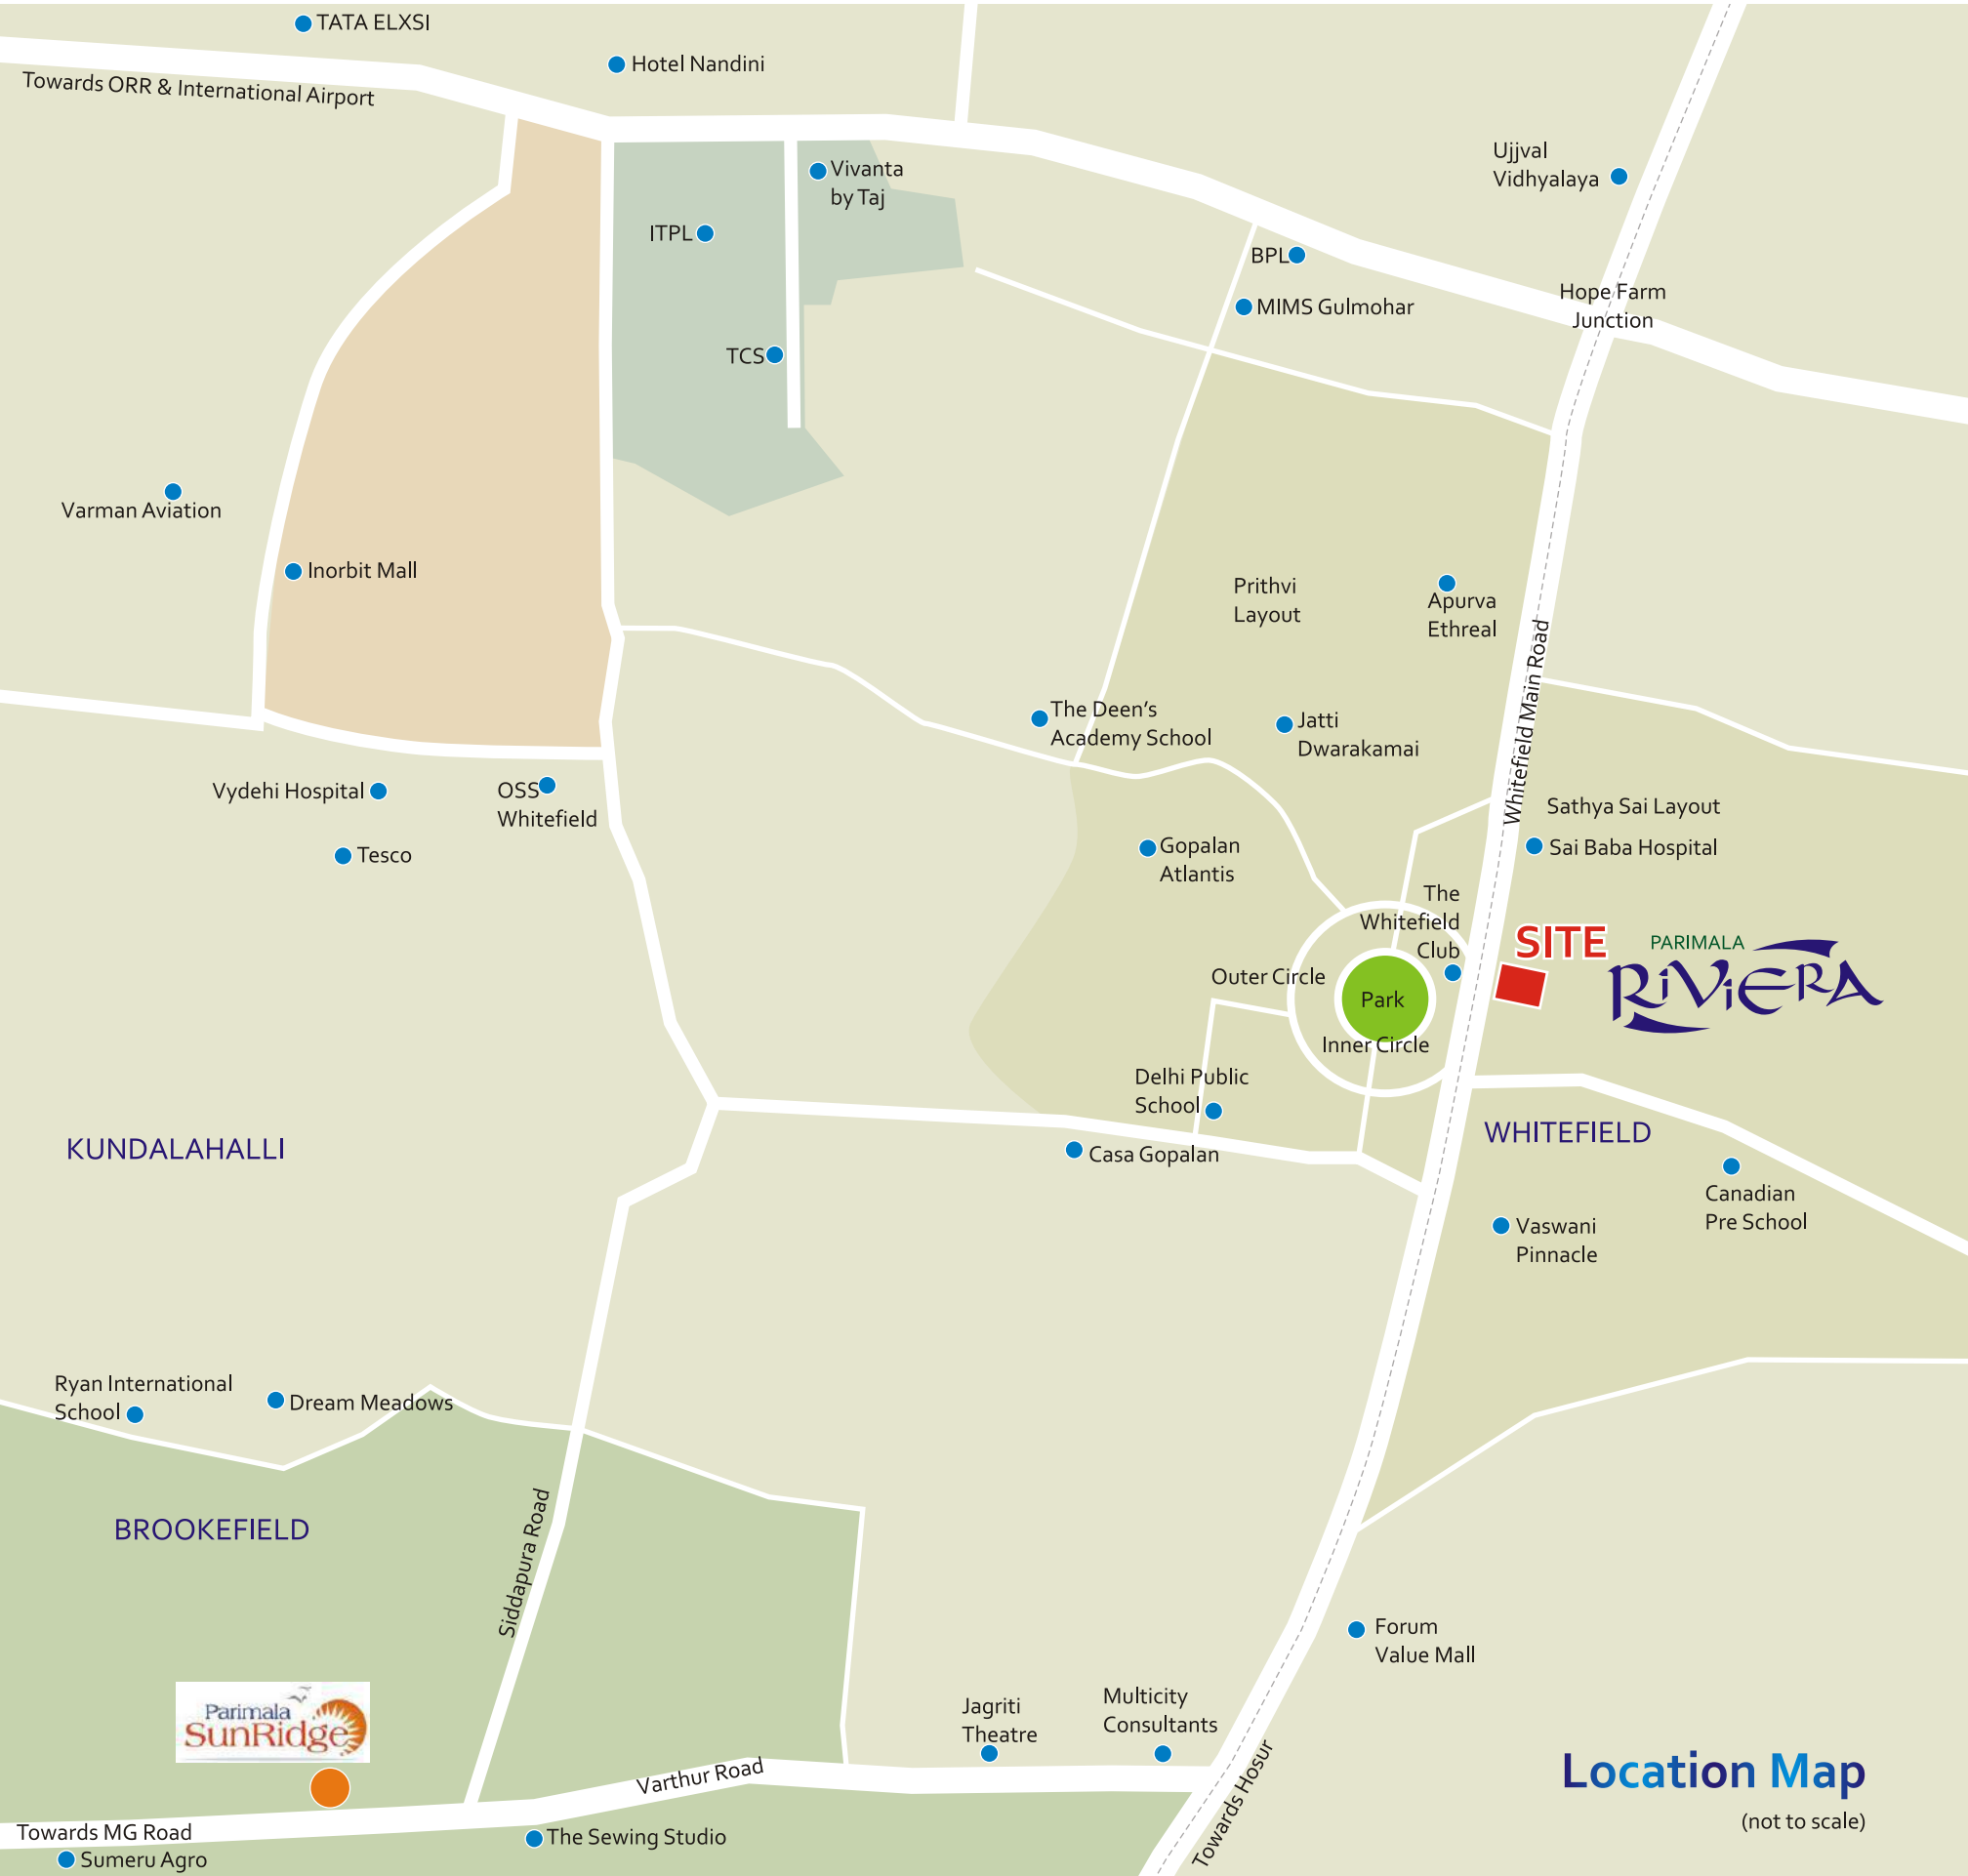 TATA ELXSI
Hotel Nandini
Towards ORR & International Airport
Vivanta
by Taj
Ujjval
Vidhyalaya
ITPL
BPL
MIMS Gulmohar
Hope Farm
Junction
TCS
Varman Aviation
Inorbit Mall
Prithvi
Layout
Apurva
Ethreal
Whitefield Main Road
The Deen's
Academy School
Jatti
Dwarakamai
Vydehi Hospital
OSS
Whitefield
Tesco
Sathya Sai Layout
Sai Baba Hospital
Gopalan
Atlantis
The
Whitefield
Club
SITE
PARIMALA
RiViERA
Outer Circle
Park
Inner Circle
Delhi Public
School
Casa Gopalan
KUNDALAHALLI
WHITEFIELD
Canadian
Pre School
Vaswani
Pinnacle
Ryan International
School
Dream Meadows
BROOKEFIELD
Siddapura Road
Forum
Value Mall
Parimala
SunRidge
Jagriti
Theatre
Multicity
Consultants
Varthur Road
Towards Hosur
Location Map
(not to scale)
Towards MG Road
The Sewing Studio
Sumeru Agro